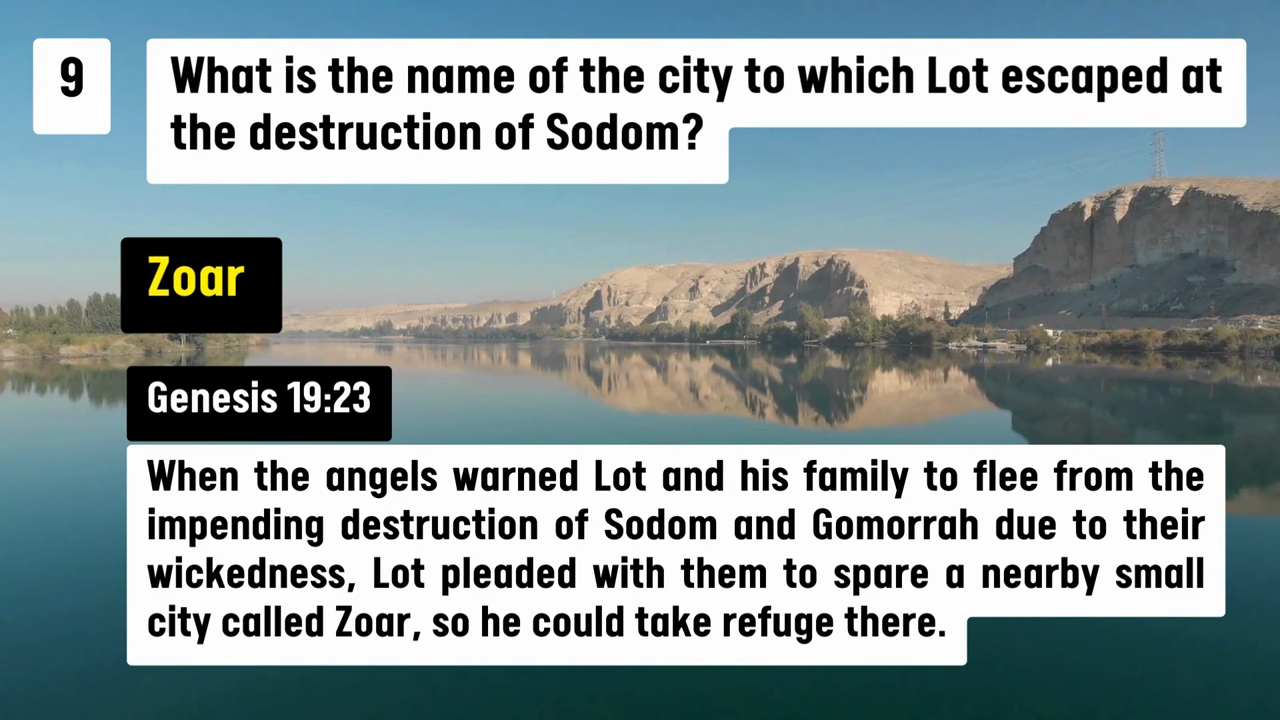 9
What is the name of the city to which Lot escaped at
the destruction of Sodom?
Zoar
Genesis 19:23
When the angels warned Lot and his family to flee from the
impending destruction of Sodom and Gomorrah due to their
wickedness, Lot pleaded with them to spare a nearby small
city called Zoar, so he could take refuge there.